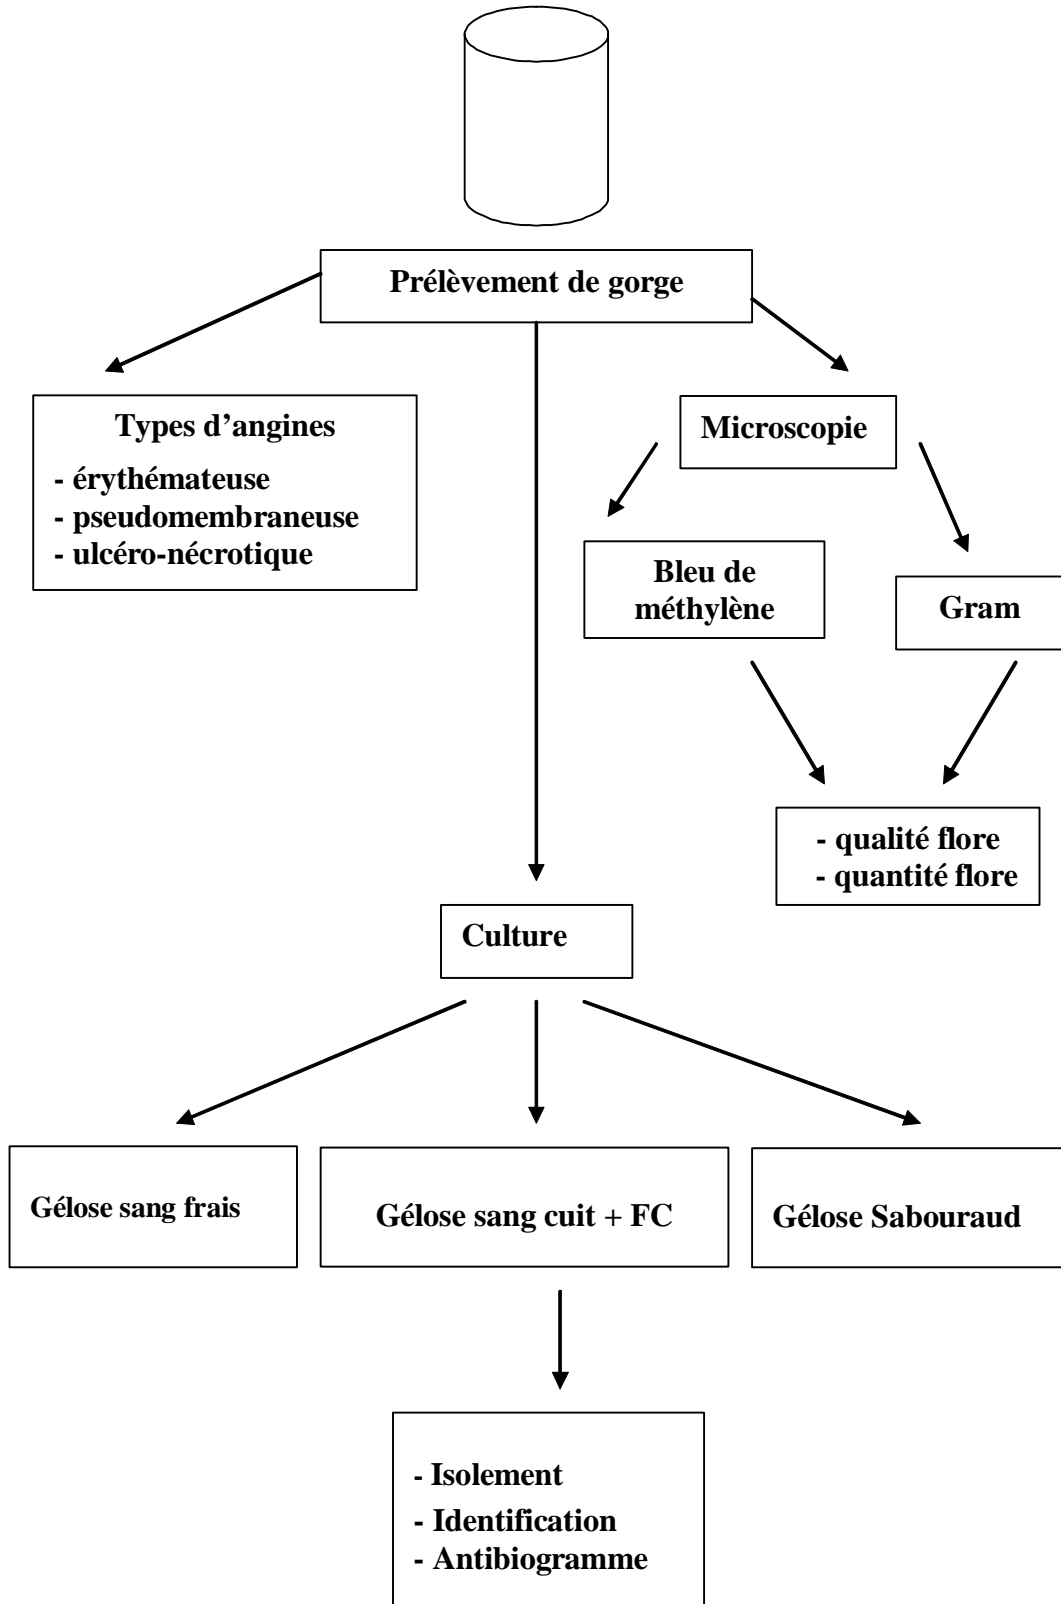 Prélèvement de gorge
Types d’angines
- érythémateuse
- pseudomembraneuse
- ulcéro-nécrotique
Microscopie
Bleu de
méthylène
Gram
- qualité flore
- quantité flore
Culture
Gélose sang frais
Gélose sang cuit + FC
Gélose Sabouraud
- Isolement
- Identification
- Antibiogramme